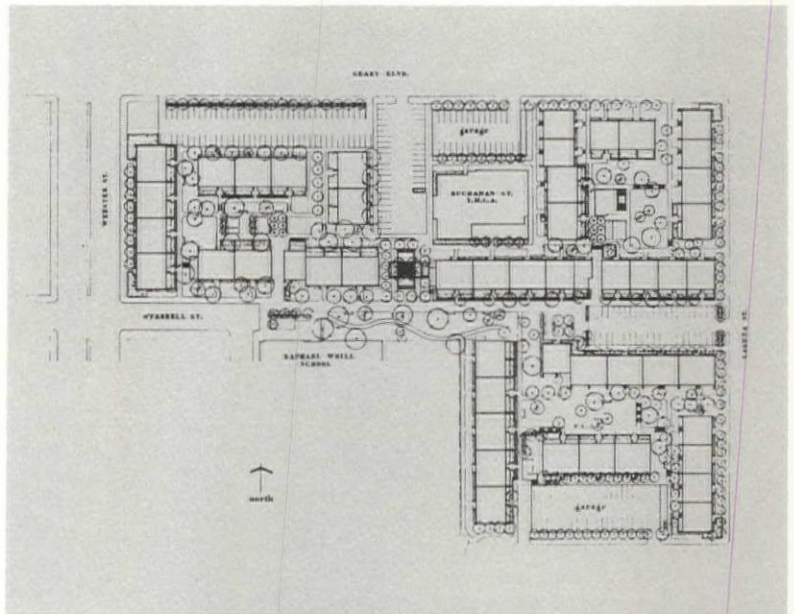 GEARY BLVD.
garage
BUCHANAN ST.
Y.M.C.A.
WEBSTER ST.
O'FARRELL ST.
RAPHAEL WEILL
SCHOOL
LAGUNA ST.
north
garage